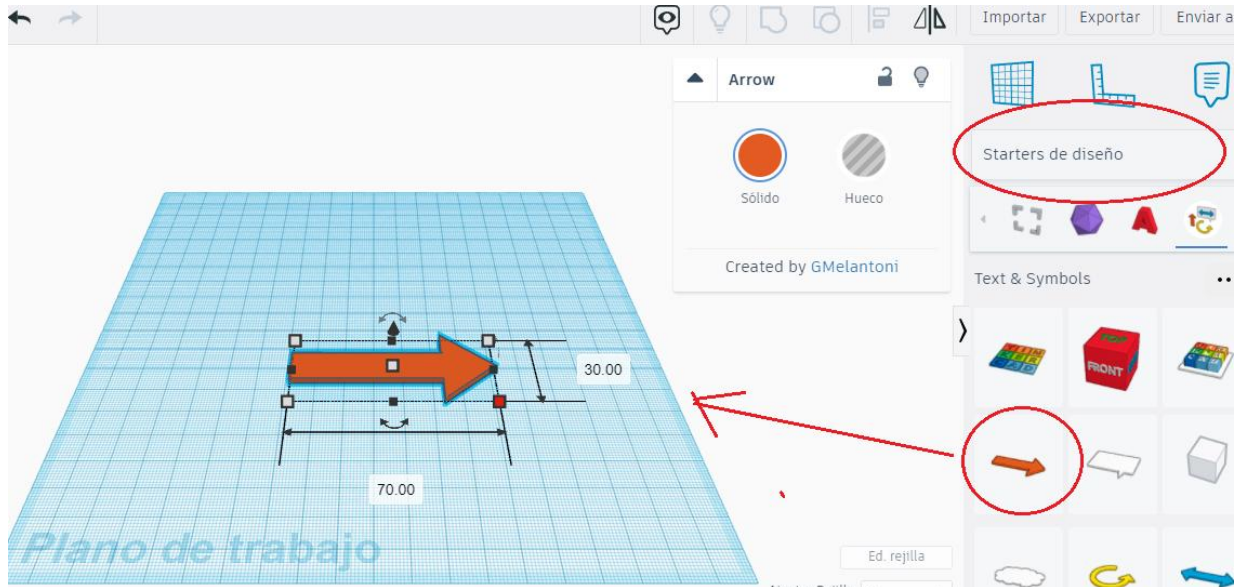 Importar Exportar Enviar a
Arrow
Starters de diseño
Sólido Hueco
Created by GMelantoni
Text & Symbols
FRONT
30.00
70.00
Plano de trabajo
Ed. rejilla